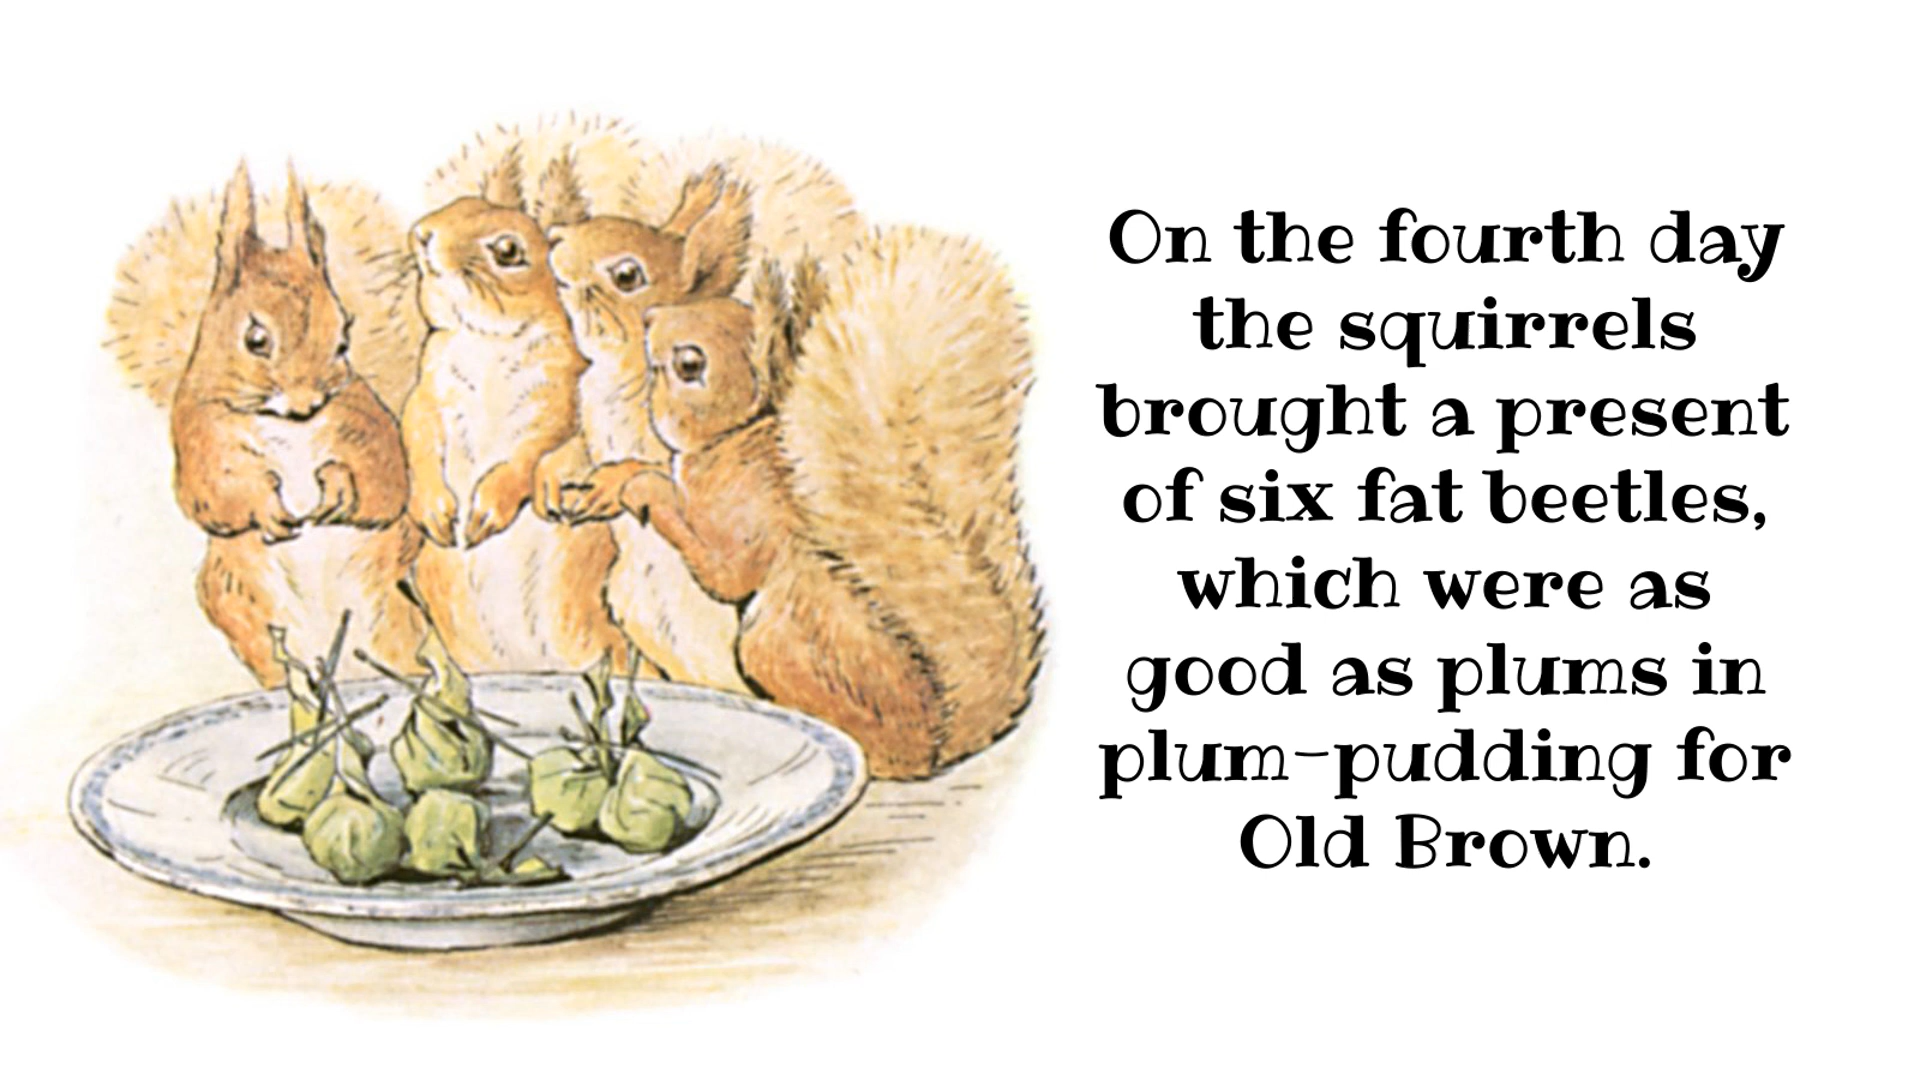 On the fourth day
the squirrels
brought a present
of six fat beetles,
which were as
good as plums in
plum-pudding for
Old Brown.